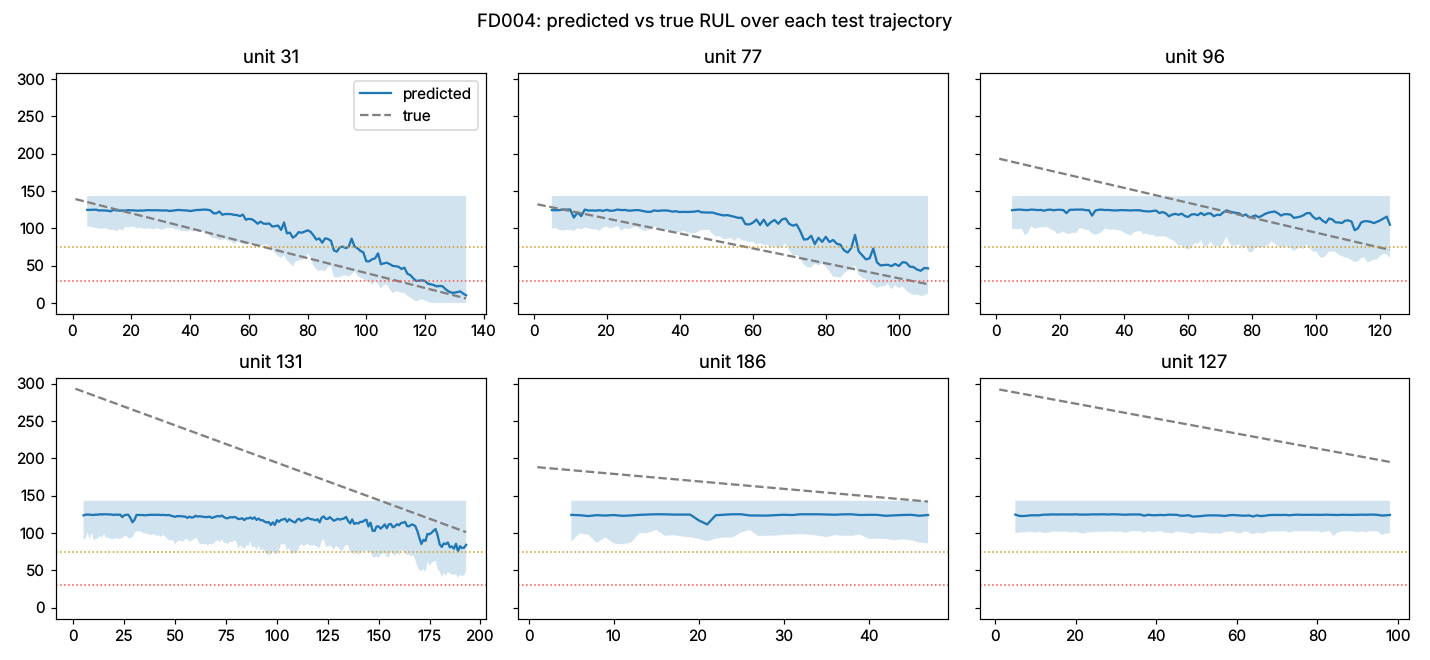 FD004: predicted vs true RUL over each test trajectory
unit 31
unit 77
unit 96
300
250
200
150
100
50
0
predicted
true
0 20 40 60 80 100 120 140
0 20 40 60 80 100
0 20 40 60 80 100 120
unit 131
unit 186
unit 127
300
250
200
150
100
50
0
0 25 50 75 100 125 150 175 200
0 10 20 30 40
0 20 40 60 80 100